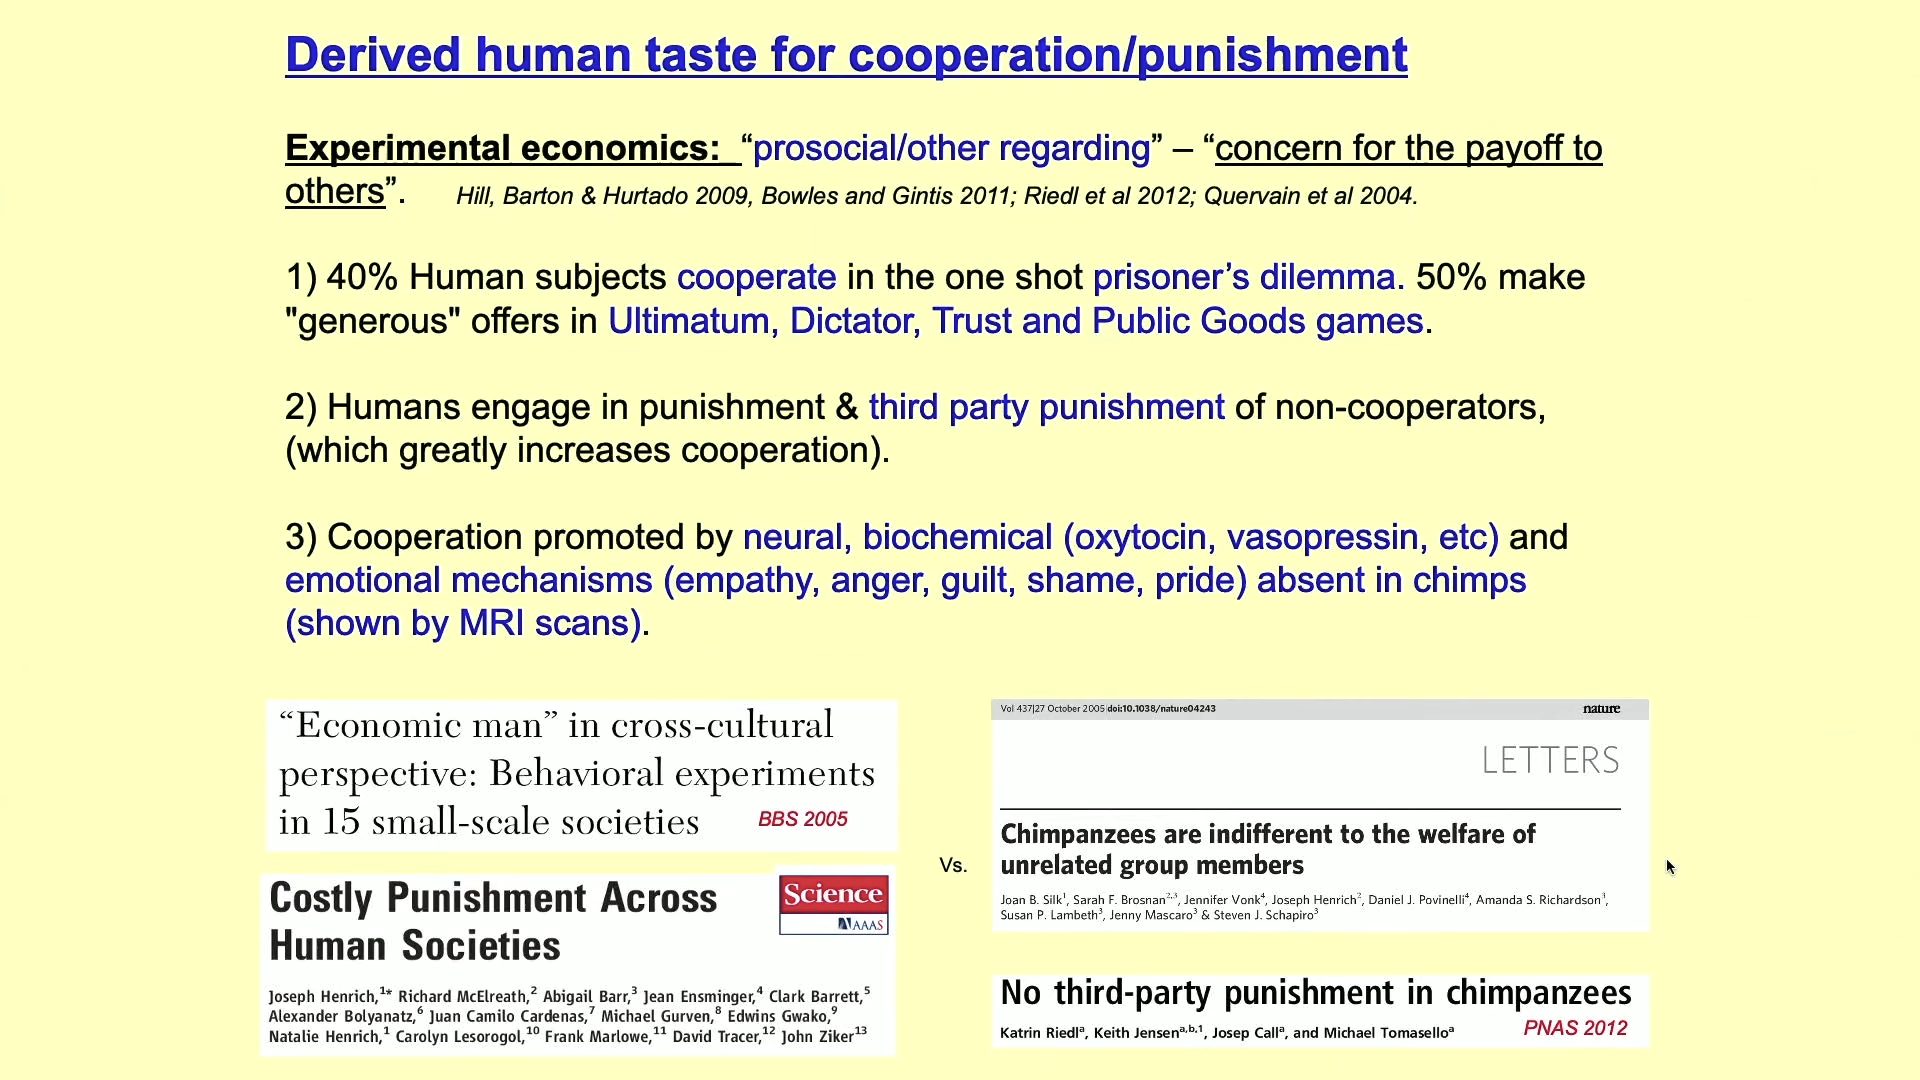 Derived human taste for cooperation/punishment
Experimental economics: “prosocial/other regarding” – “concern for the payoff to
others”. Hill, Barton & Hurtado 2009, Bowles and Gintis 2011; Riedl et al 2012; Quervain et al 2004.
1) 40% Human subjects cooperate in the one shot prisoner’s dilemma. 50% make
"generous" offers in Ultimatum, Dictator, Trust and Public Goods games.
2) Humans engage in punishment & third party punishment of non-cooperators,
(which greatly increases cooperation).
3) Cooperation promoted by neural, biochemical (oxytocin, vasopressin, etc) and
emotional mechanisms (empathy, anger, guilt, shame, pride) absent in chimps
(shown by MRI scans).
“Economic man” in cross-cultural
perspective: Behavioral experiments
in 15 small-scale societies BBS 2005
Costly Punishment Across
Human Societies
Science
AAAS
Joseph Henrich,1* Richard McElreath,2 Abigail Barr,3 Jean Ensminger,4 Clark Barrett,5
Alexander Bolyanatz,6 Juan Camilo Cardenas,7 Michael Gurven,8 Edwins Gwako,9
Natalie Henrich,1 Carolyn Lesorogol,10 Frank Marlowe,11 David Tracer,12 John Ziker13
Vs.
Vol 437|27 October 2005|doi:10.1038/nature04243 nature
LETTERS
Chimpanzees are indifferent to the welfare of
unrelated group members
Joan B. Silk1, Sarah F. Brosnan2,3, Jennifer Vonk4, Joseph Henrich2, Daniel J. Povinelli4, Amanda S. Richardson3,
Susan P. Lambeth3, Jenny Mascaro3 & Steven J. Schapiro3
No third-party punishment in chimpanzees
Katrin Riedla, Keith Jensena,b,1, Josep Calla, and Michael Tomaselloa PNAS 2012